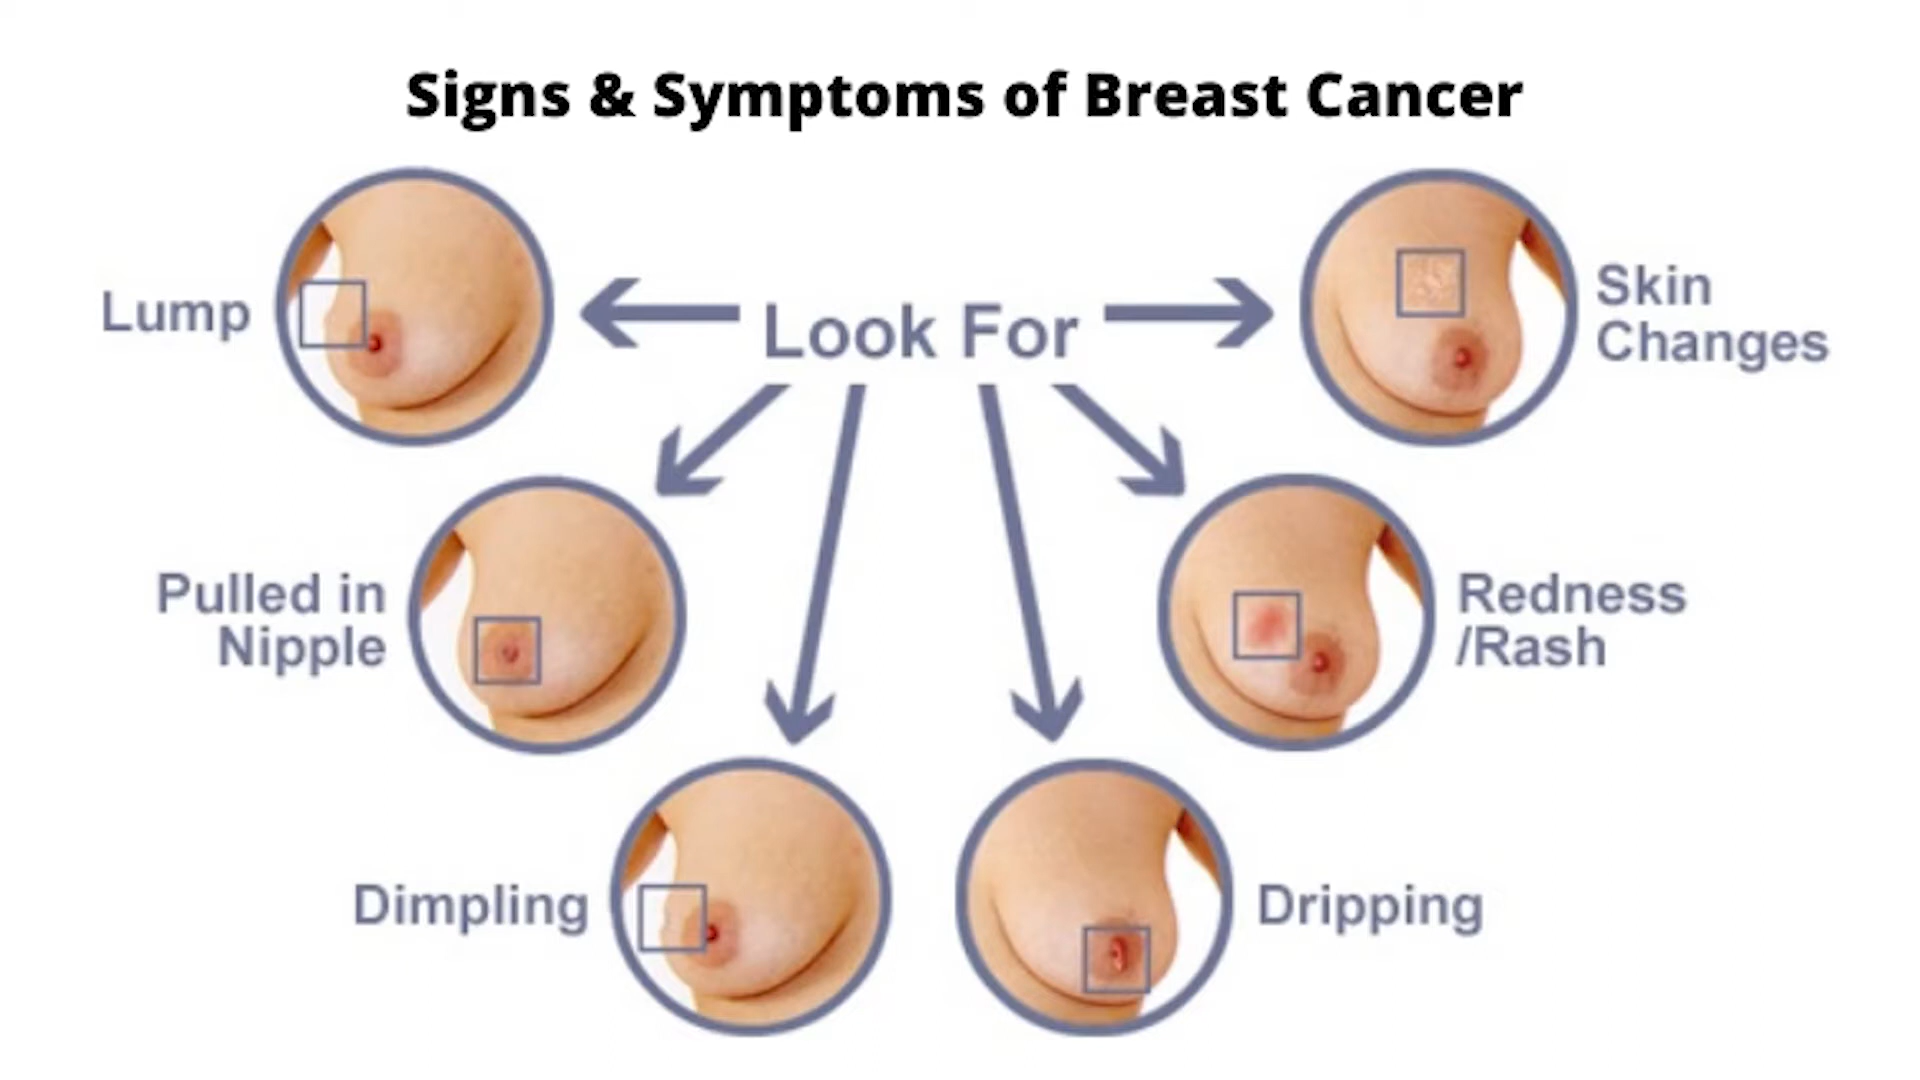 Signs & Symptoms of Breast Cancer
Look For
Lump
Skin
Changes
Pulled in
Nipple
Redness
/Rash
Dimpling
Dripping